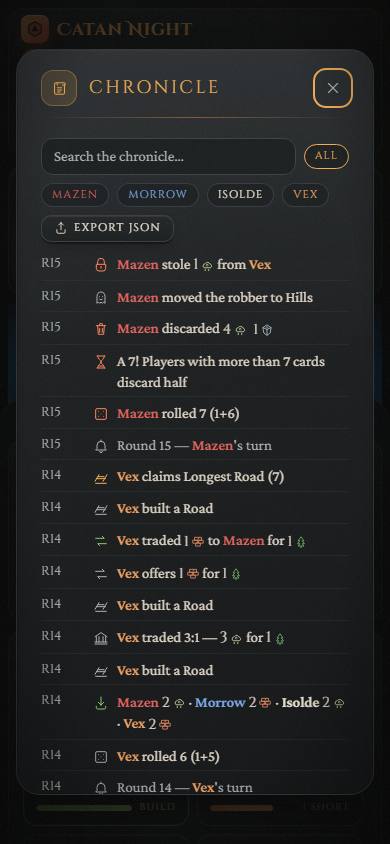 CATAN NIGHT
CHRONICLE
Search the chronicle...
ALL
MAZEN
MORROW
ISOLDE
VEX
EXPORT JSON
R15 Mazen stole 1 from Vex
R15 Mazen moved the robber to Hills
R15 Mazen discarded 4 1
R15 A 7! Players with more than 7 cards
discard half
R15 Mazen rolled 7 (1+6)
R15 Round 15 — Mazen's turn
R14 Vex claims Longest Road (7)
R14 Vex built a Road
R14 Vex traded 1 to Mazen for 1
R14 Vex offers 1 for 1
R14 Vex built a Road
R14 Vex traded 3:1 — 3 for 1
R14 Vex built a Road
R14 Mazen 2 · Morrow 2 · Isolde 2
· Vex 2
R14 Vex rolled 6 (1+5)
R14 Round 14 — Vex's turn
BUILD
1 SHORT